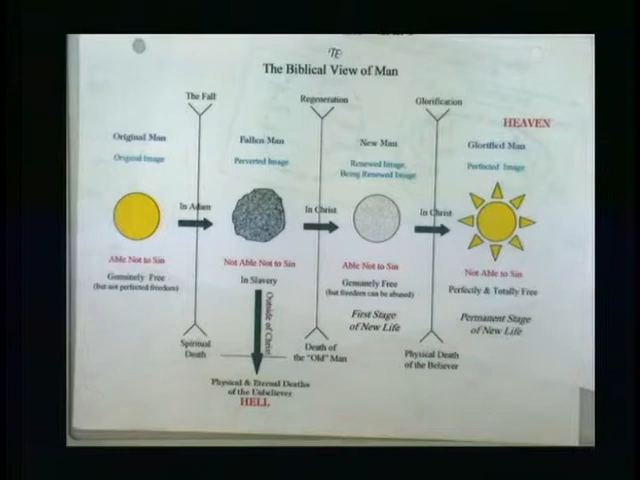 TE
The Biblical View of Man
The Fall
Regeneration
Glorification
HEAVEN
Original Man
Original Image
Fallen Man
Perverted Image
New Man
Renewed Image,
Being Renewed Image
Glorified Man
Perfected Image
In Adam
In Christ
In Christ
Able Not to Sin
Genuinely Free
(but not perfected freedom)
Not Able Not to Sin
In Slavery
Able Not to Sin
Genuinely Free
(but freedom can be abused)
First Stage
of New Life
Not Able to Sin
Perfectly & Totally Free
Permanent Stage
of New Life
Outside of Christ
Spiritual
Death
Death of
the "Old" Man
Physical Death
of the Believer
Physical & Eternal Deaths
of the Unbeliever
HELL